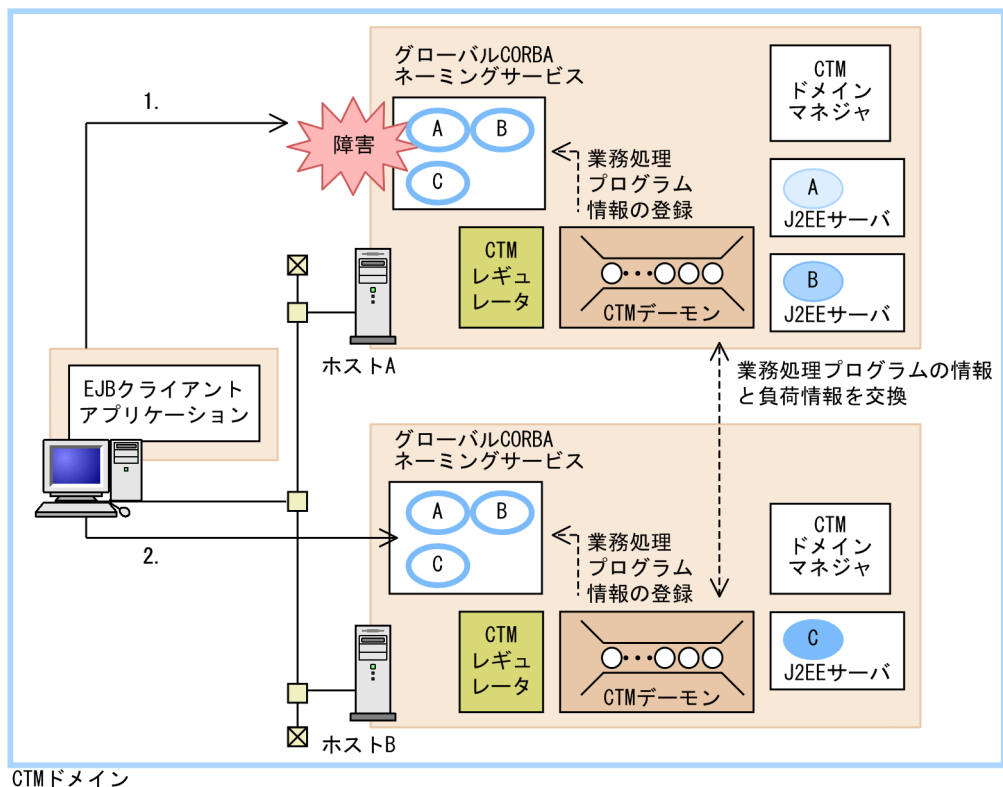 グローバルCORBA
ネーミングサービス
CTM
ドメイン
マネジャ
1.
障害
A
B
C
業務処理
プログラム
情報の登録
A
J2EEサーバ
CTM
レギュ
レータ
CTMデーモン
B
J2EEサーバ
ホストA
業務処理プログラムの情報
と負荷情報を交換
EJBクライアント
アプリケーション
グローバルCORBA
ネーミングサービス
A
B
C
2.
業務処理
プログラム
情報の登録
CTM
ドメイン
マネジャ
CTM
レギュ
レータ
CTMデーモン
C
J2EEサーバ
ホストB
CTMドメイン